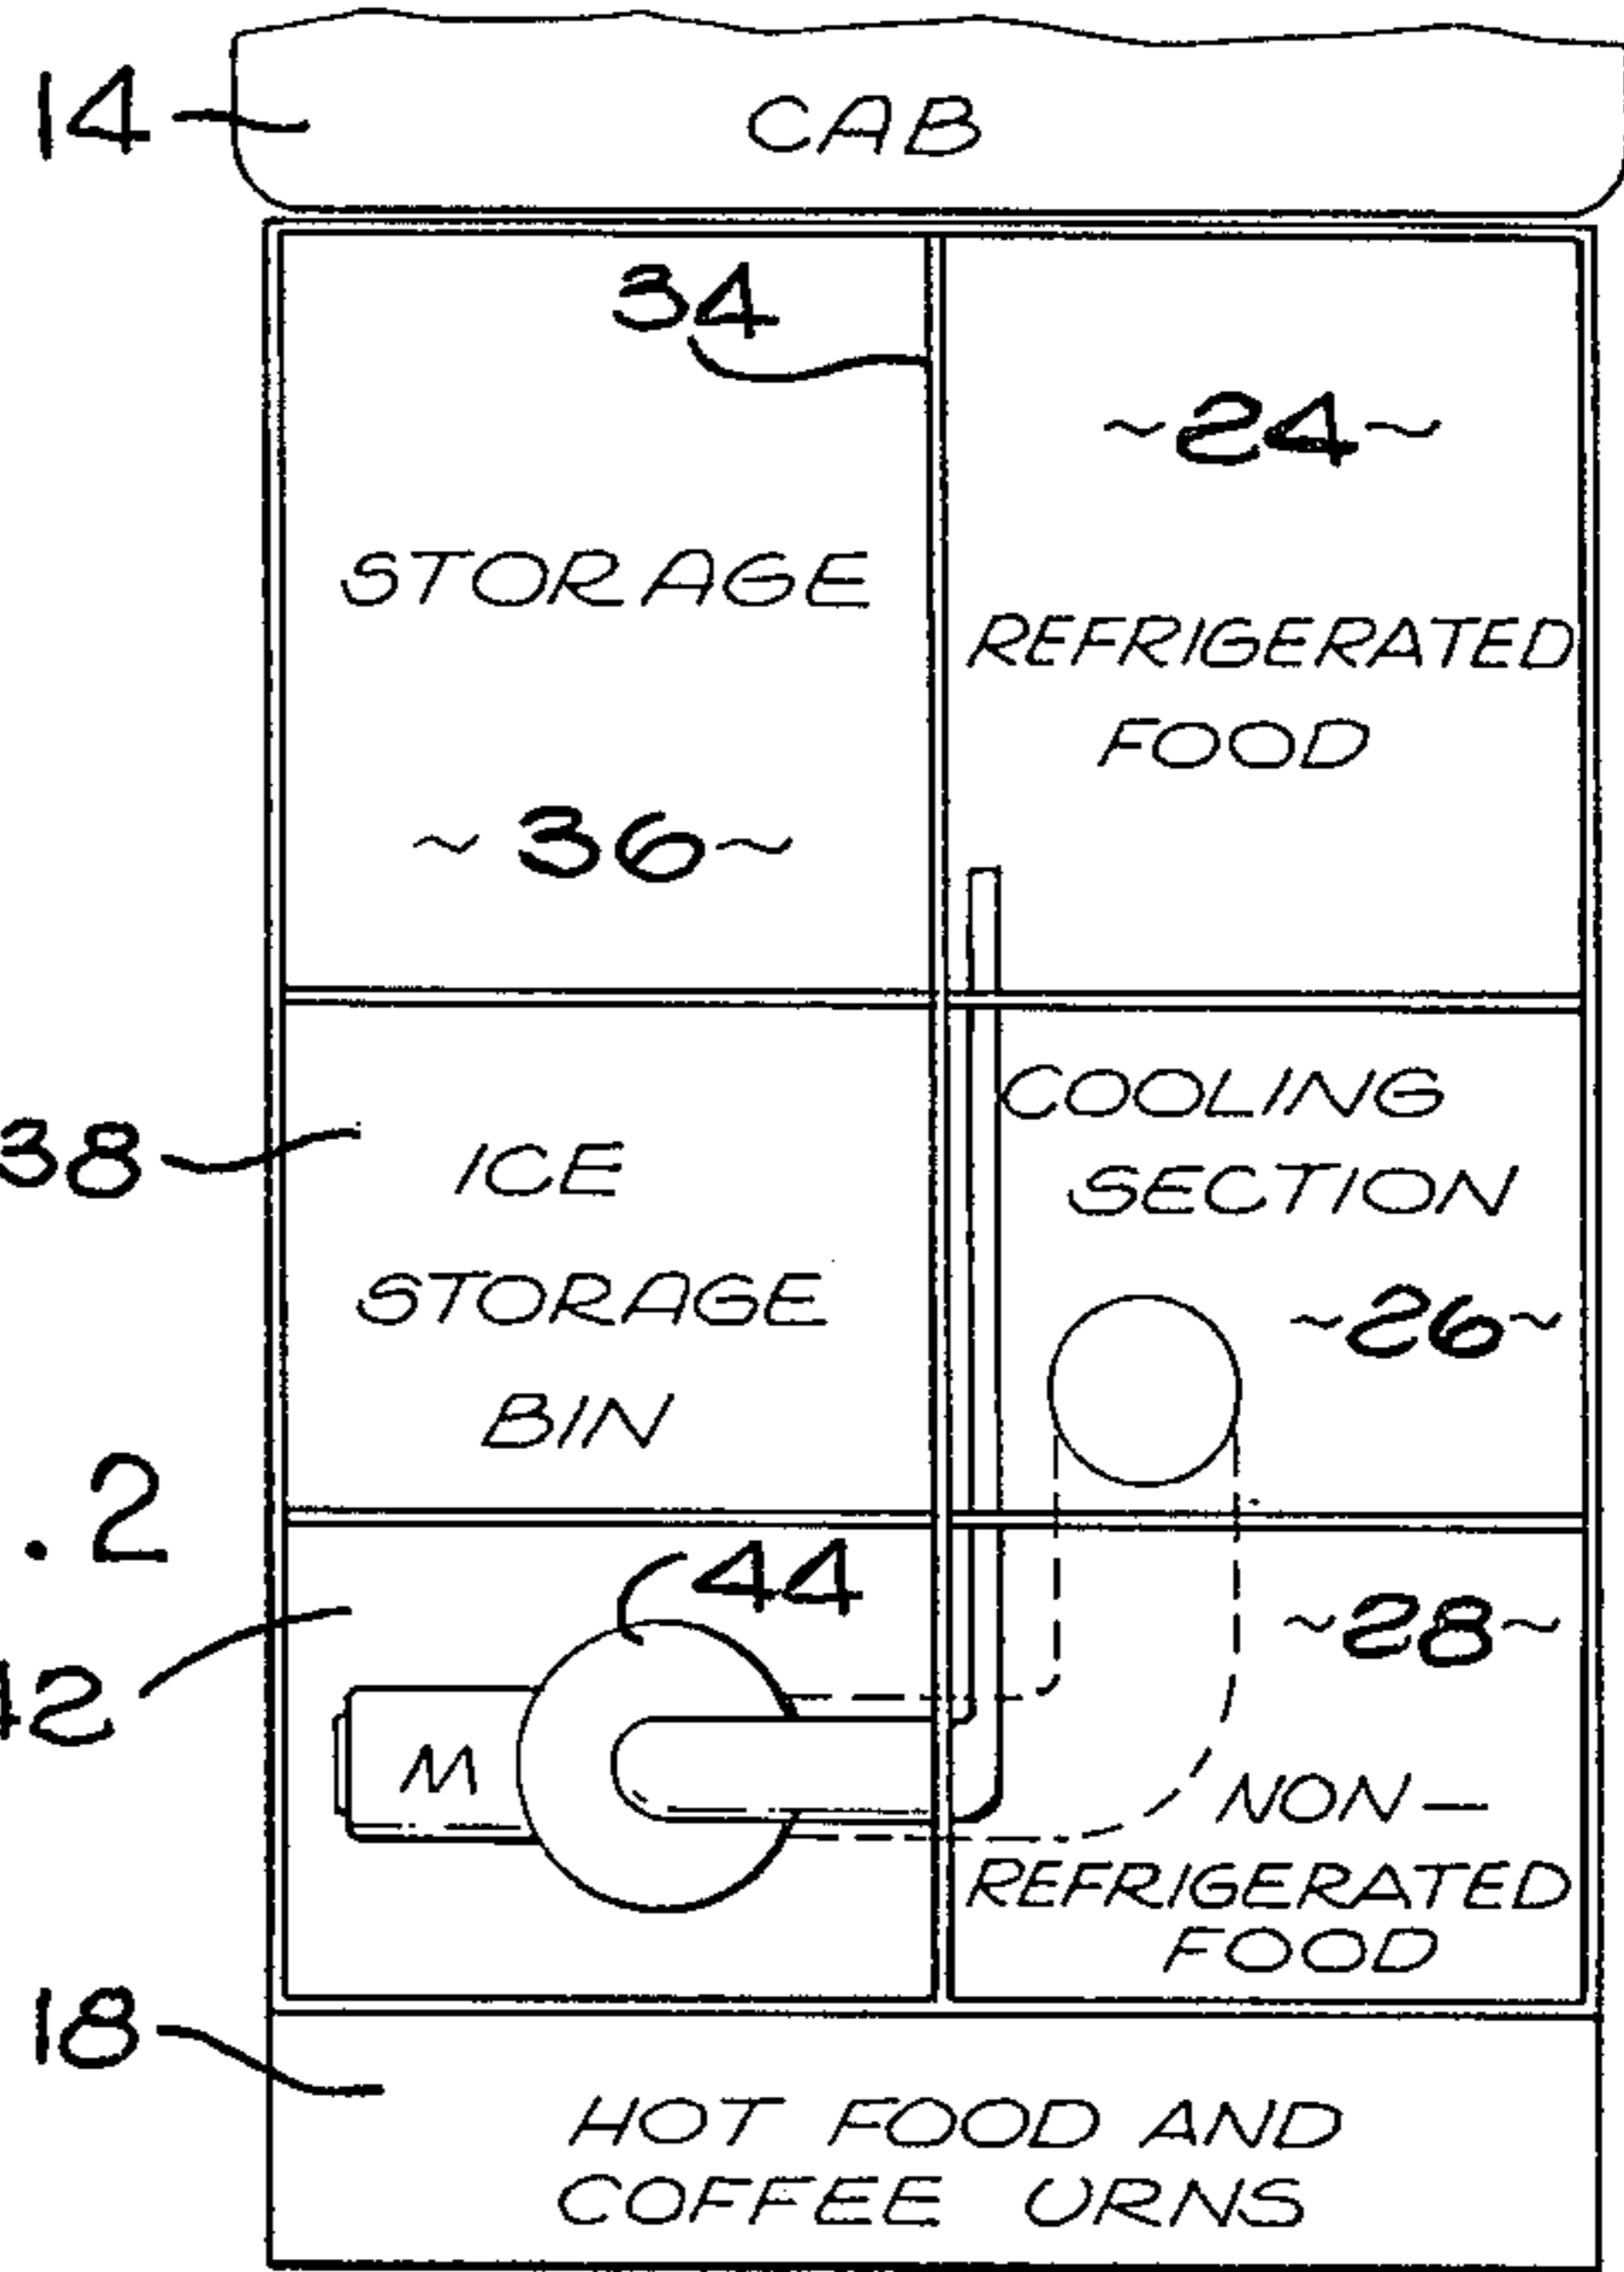 14
CAB
34
~24~
STORAGE
REFRIGERATED
FOOD
~36~
38
ICE
STORAGE
BIN
COOLING
SECTION
~26~
.2
44
~28~
42
M
NON-
REFRIGERATED
FOOD
18
HOT FOOD AND
COFFEE URNS